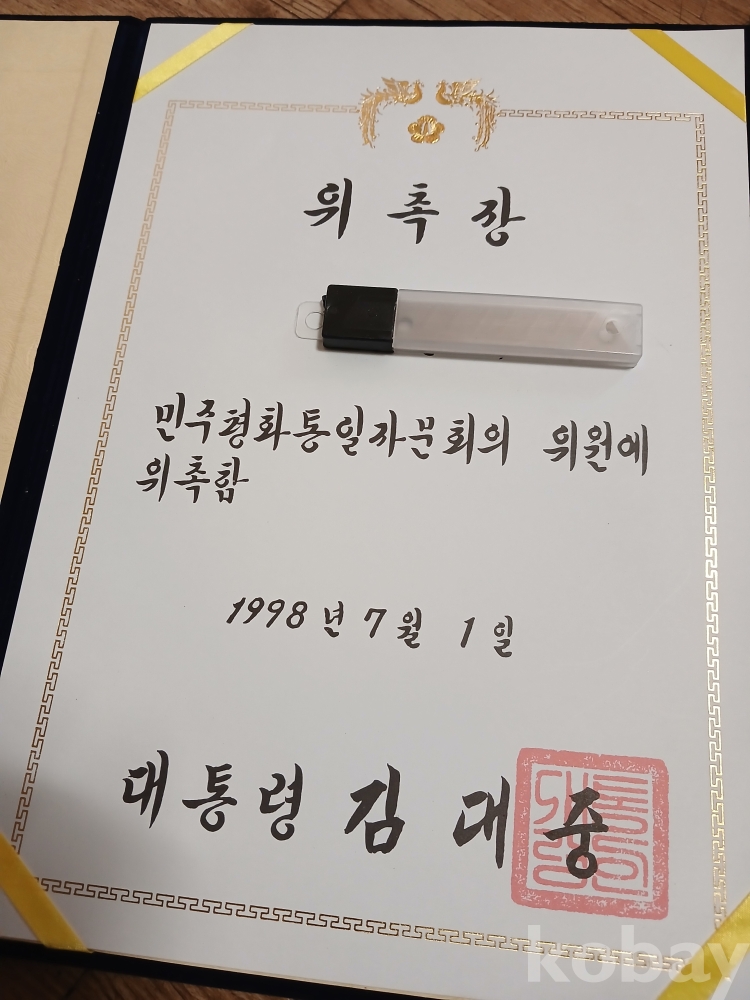 위촉장
민주평화통일자문회의 위원에
위촉함
1998년 7월 1일
대통령 김대중
kobay